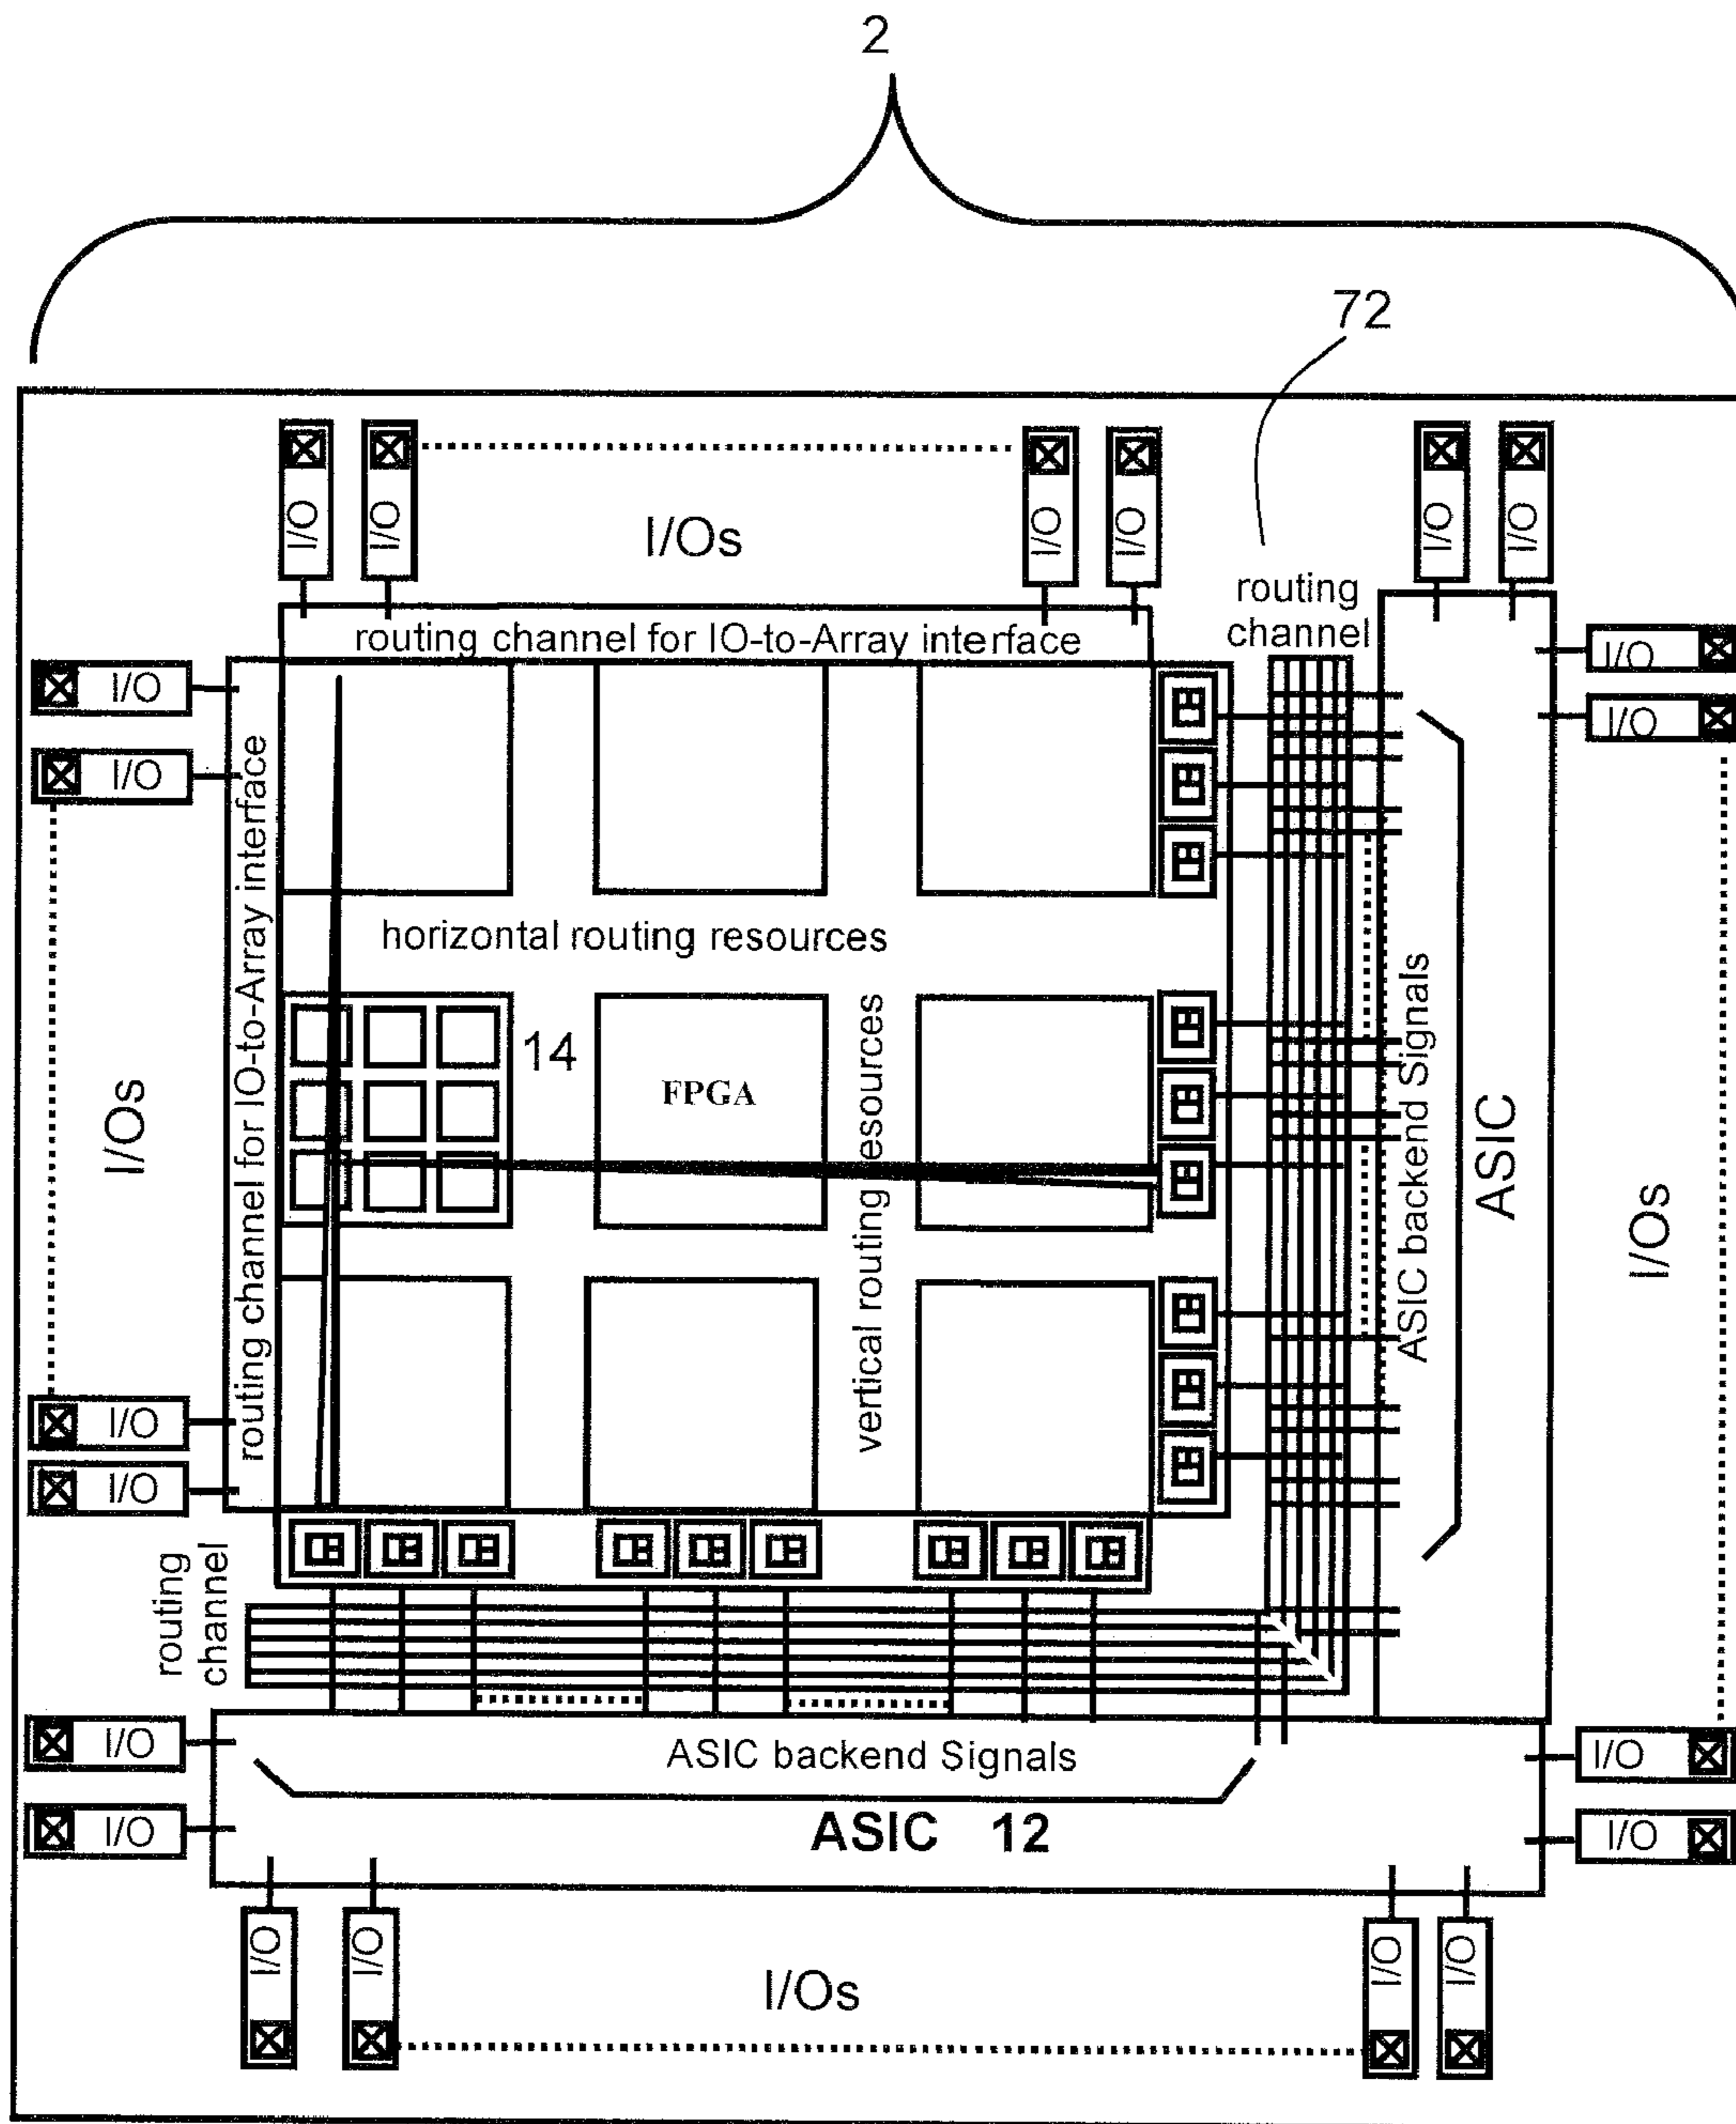 2
72
I/O
I/O
I/O
I/O
I/O
I/O
I/Os
routing
channel
routing channel for IO-to-Array interface
I/O
I/O
I/O
I/O
routing channel for IO-to-Array interface
horizontal routing resources
14
FPGA
vertical routing resources
I/Os
ASIC backend Signals
ASIC
I/Os
I/O
I/O
routing
channel
I/O
I/O
ASIC backend Signals
I/O
I/O
ASIC 12
I/O
I/O
I/O
I/O
I/O
I/O
I/Os